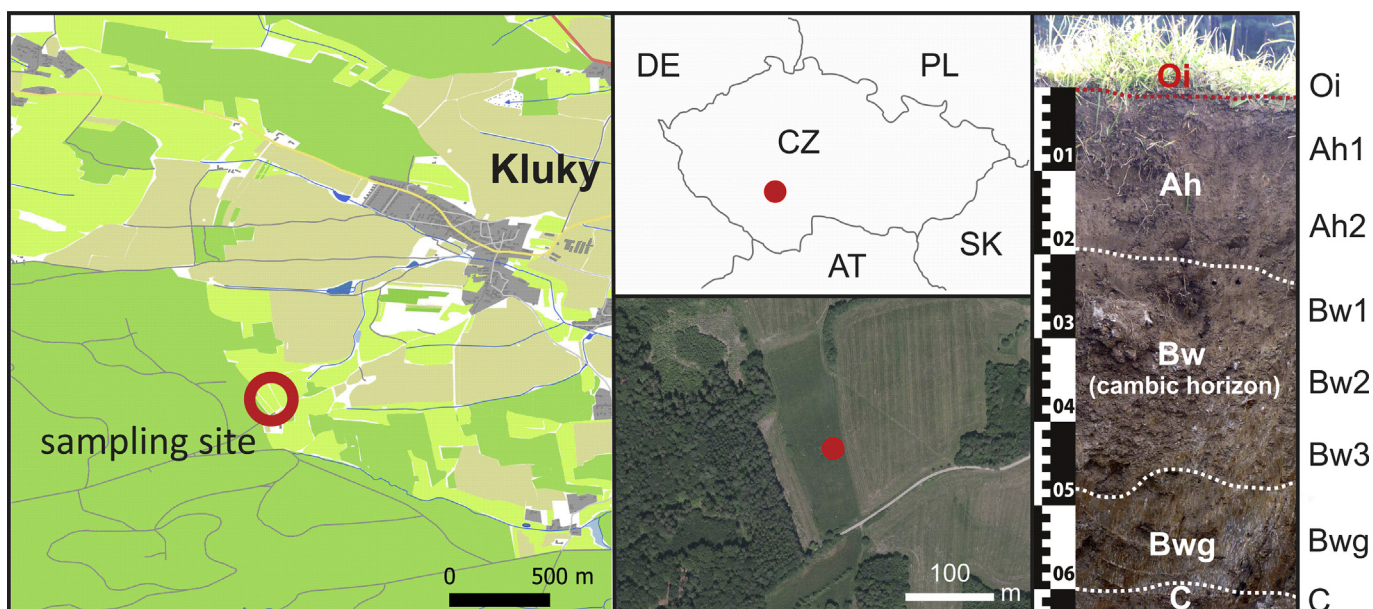 Kluky
sampling site
0 500 m
DE
PL
CZ
SK
AT
100
m
Oi
Ah
Bw
(cambic horizon)
Bwg
C
01
02
03
04
05
06
Oi
Ah1
Ah2
Bw1
Bw2
Bw3
Bwg
C